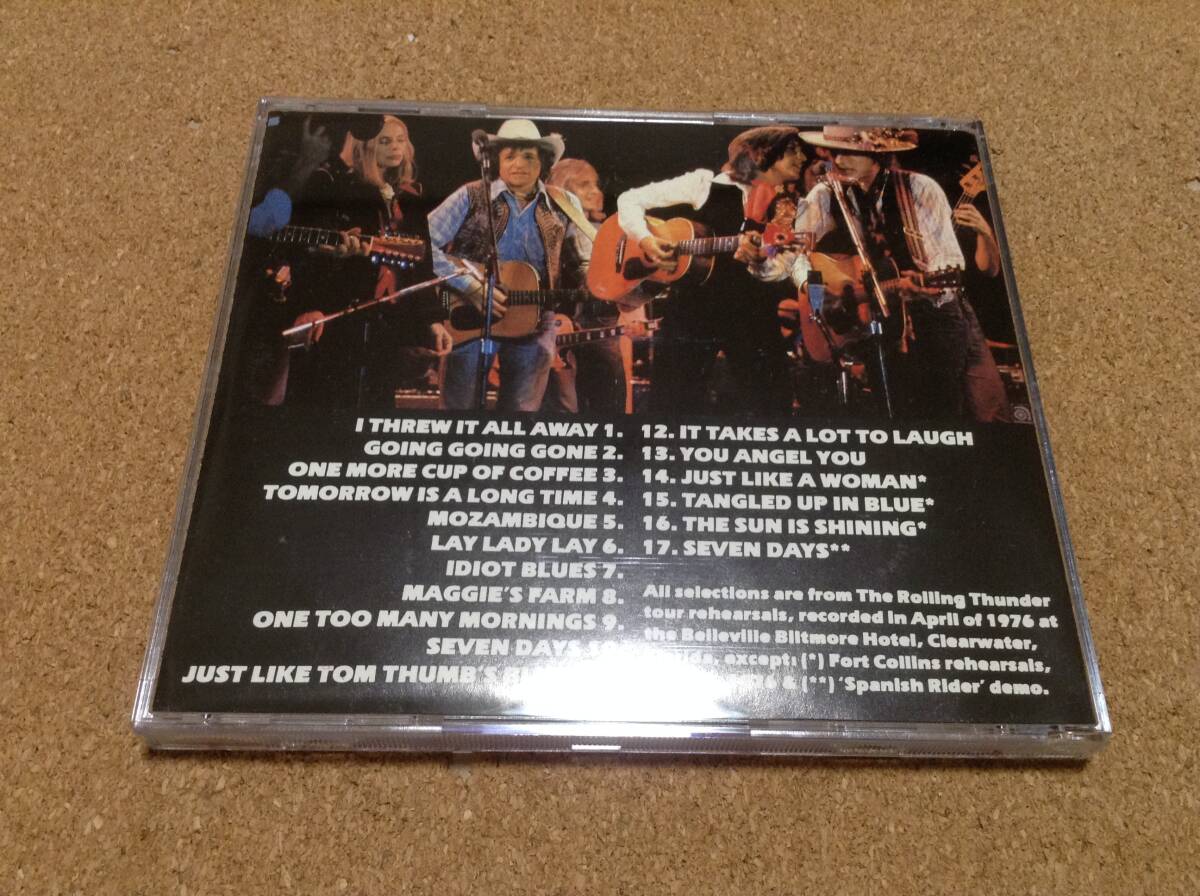 I THREW IT ALL AWAY 1.
GOING GOING GONE 2.
ONE MORE CUP OF COFFEE 3.
TOMORROW IS A LONG TIME 4.
MOZAMBIQUE 5.
LAY LADY LAY 6.
IDIOT BLUES 7.
MAGGIE'S FARM 8.
ONE TOO MANY MORNINGS 9.
SEVEN DAYS
JUST LIKE TOM THUMB'S
12. IT TAKES A LOT TO LAUGH
13. YOU ANGEL YOU
14. JUST LIKE A WOMAN*
15. TANGLED UP IN BLUE*
16. THE SUN IS SHINING*
17. SEVEN DAYS**
All selections are from The Rolling Thunder
tour rehearsals, recorded in April of 1976 at
the Belleville Biltmore Hotel, Clearwater,
except: (*) Fort Collins rehearsals,
& (**) 'Spanish Rider' demo.